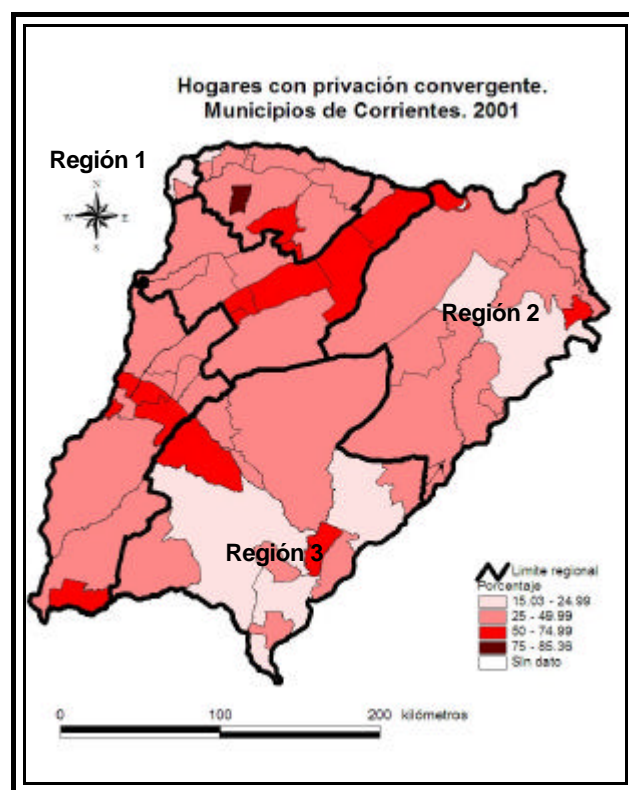 Hogares con privación convergente.
Municipios de Corrientes. 2001
Región 1
N
W E
S
Región 2
Región 3
Limite regional
Porcentaje
15.03 - 24.99
25 - 49.99
50 - 74.99
75 - 85.36
Sin dato
0 100 200 kilómetros